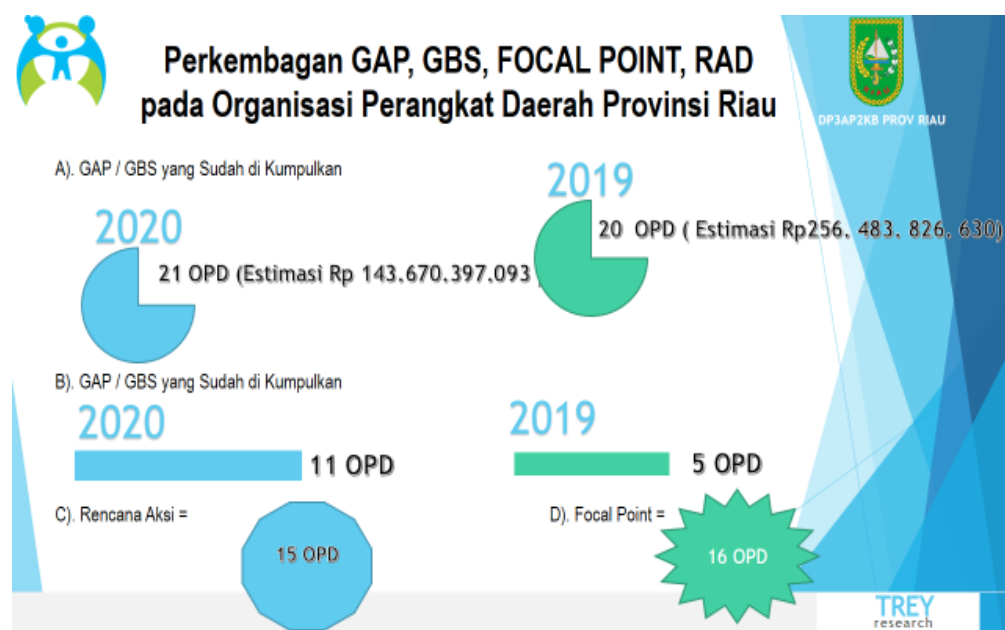 Perkembagan GAP, GBS, FOCAL POINT, RAD
pada Organisasi Perangkat Daerah Provinsi Riau
RIAU
DP3AP2KB PROV RIAU
A). GAP / GBS yang Sudah di Kumpulkan
2020
21 OPD (Estimasi Rp 143.670.397.093
2019
20 OPD ( Estimasi Rp256. 483. 826. 630)
B). GAP / GBS yang Sudah di Kumpulkan
2020
11 OPD
2019
5 OPD
C). Rencana Aksi =
15 OPD
D). Focal Point =
16 OPD
TREY
research